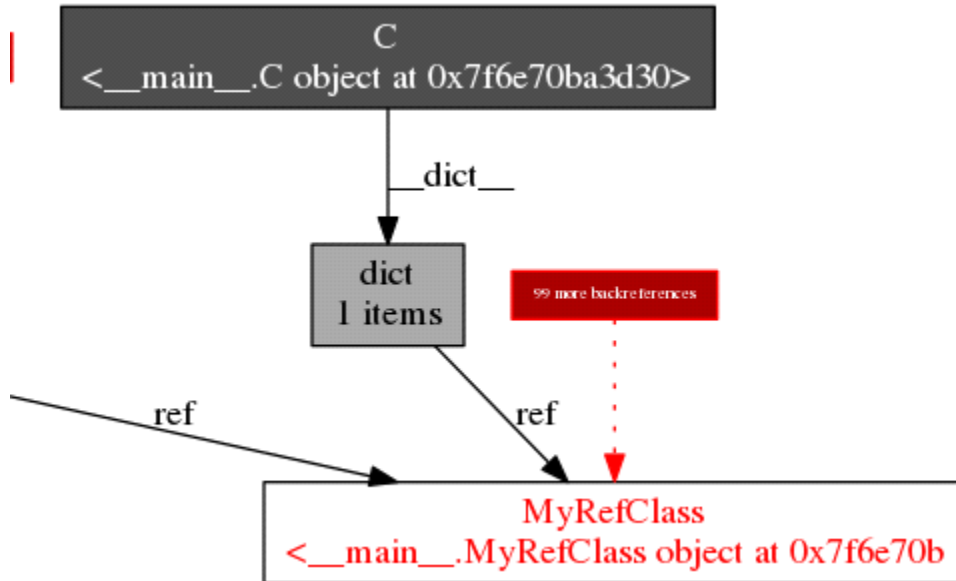 C
<__main__.C object at 0x7f6e70ba3d30>
__dict__
dict
1 items
99 more backreferences
ref
ref
MyRefClass
<__main__.MyRefClass object at 0x7f6e70b